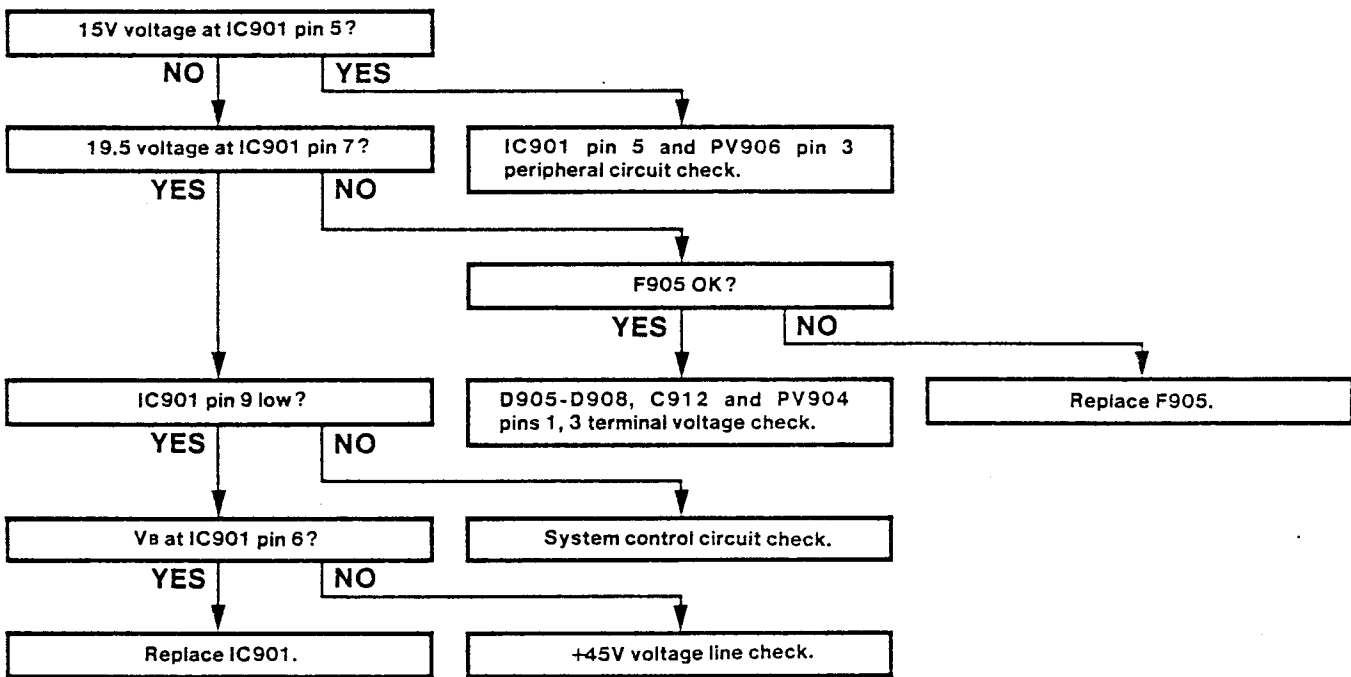 15V voltage at IC901 pin 5?
NO
YES
19.5 voltage at IC901 pin 7?
IC901 pin 5 and PV906 pin 3
peripheral circuit check.
YES
NO
F905 OK?
YES
NO
IC901 pin 9 low?
D905-D908, C912 and PV904
pins 1, 3 terminal voltage check.
Replace F905.
YES
NO
VB at IC901 pin 6?
System control circuit check.
YES
NO
Replace IC901.
+45V voltage line check.